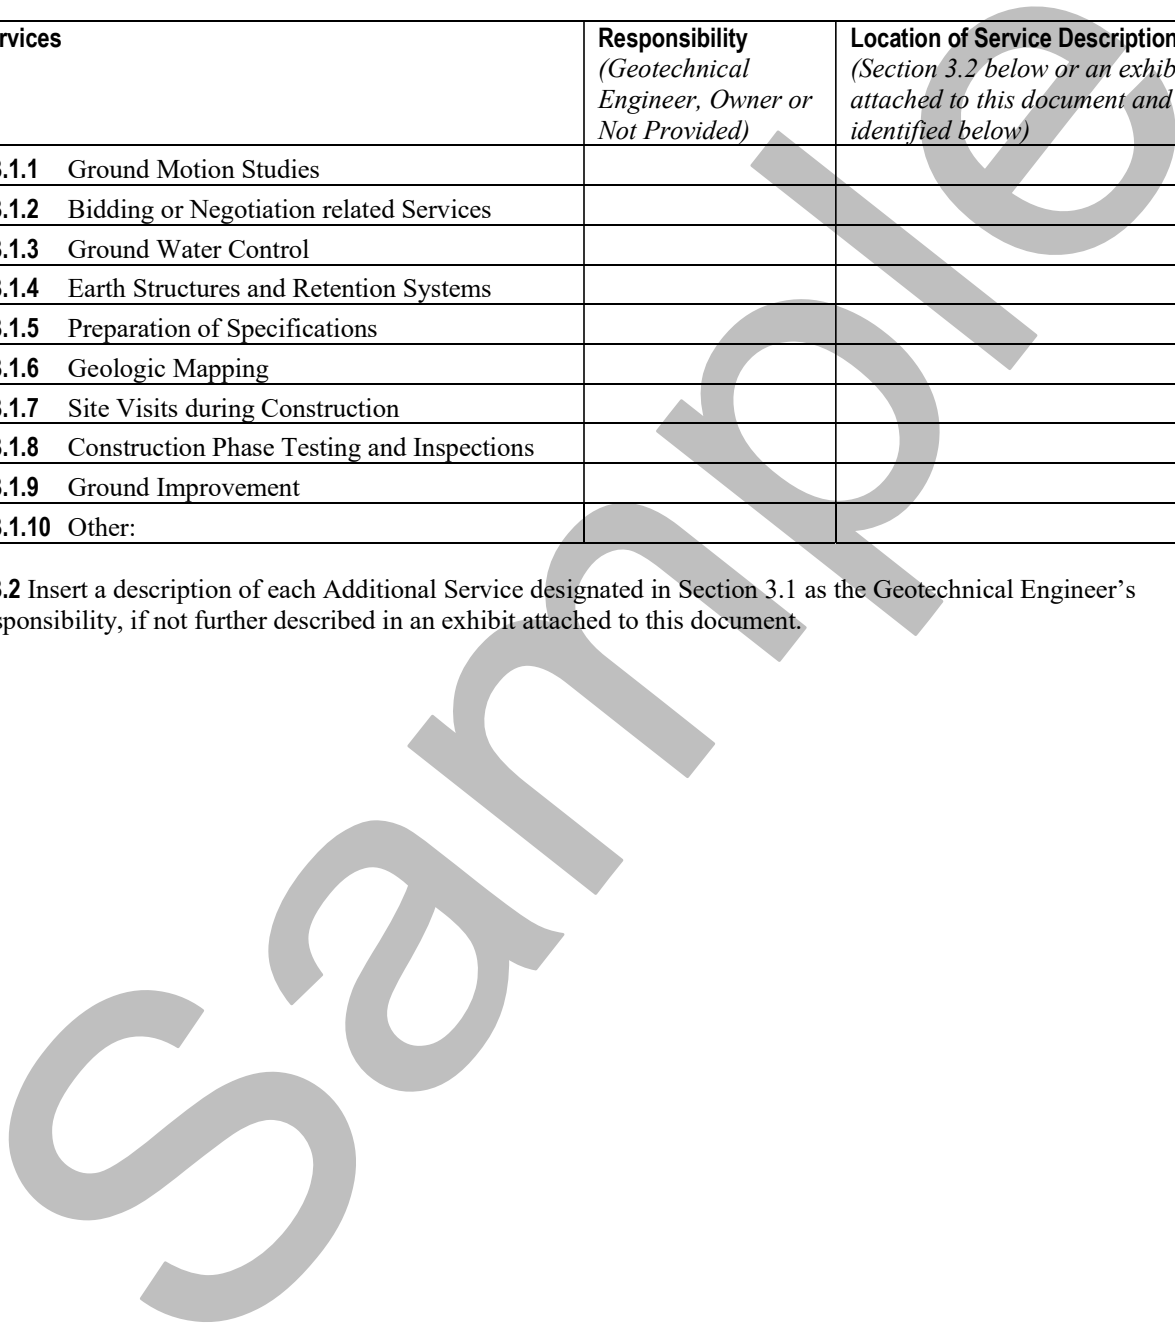 rvices Responsibility Location of Service Description
(Geotechnical (Section 3.2 below or an exhib
Engineer, Owner or attached to this document and
Not Provided) identified below)
.1.1 Ground Motion Studies
.1.2 Bidding or Negotiation related Services
.1.3 Ground Water Control
.1.4 Earth Structures and Retention Systems
.1.5 Preparation of Specifications
.1.6 Geologic Mapping
.1.7 Site Visits during Construction
.1.8 Construction Phase Testing and Inspections
.1.9 Ground Improvement
.1.10 Other:
.2 Insert a description of each Additional Service designated in Section 3.1 as the Geotechnical Engineer’s
sponsibility, if not further described in an exhibit attached to this document.
Sample